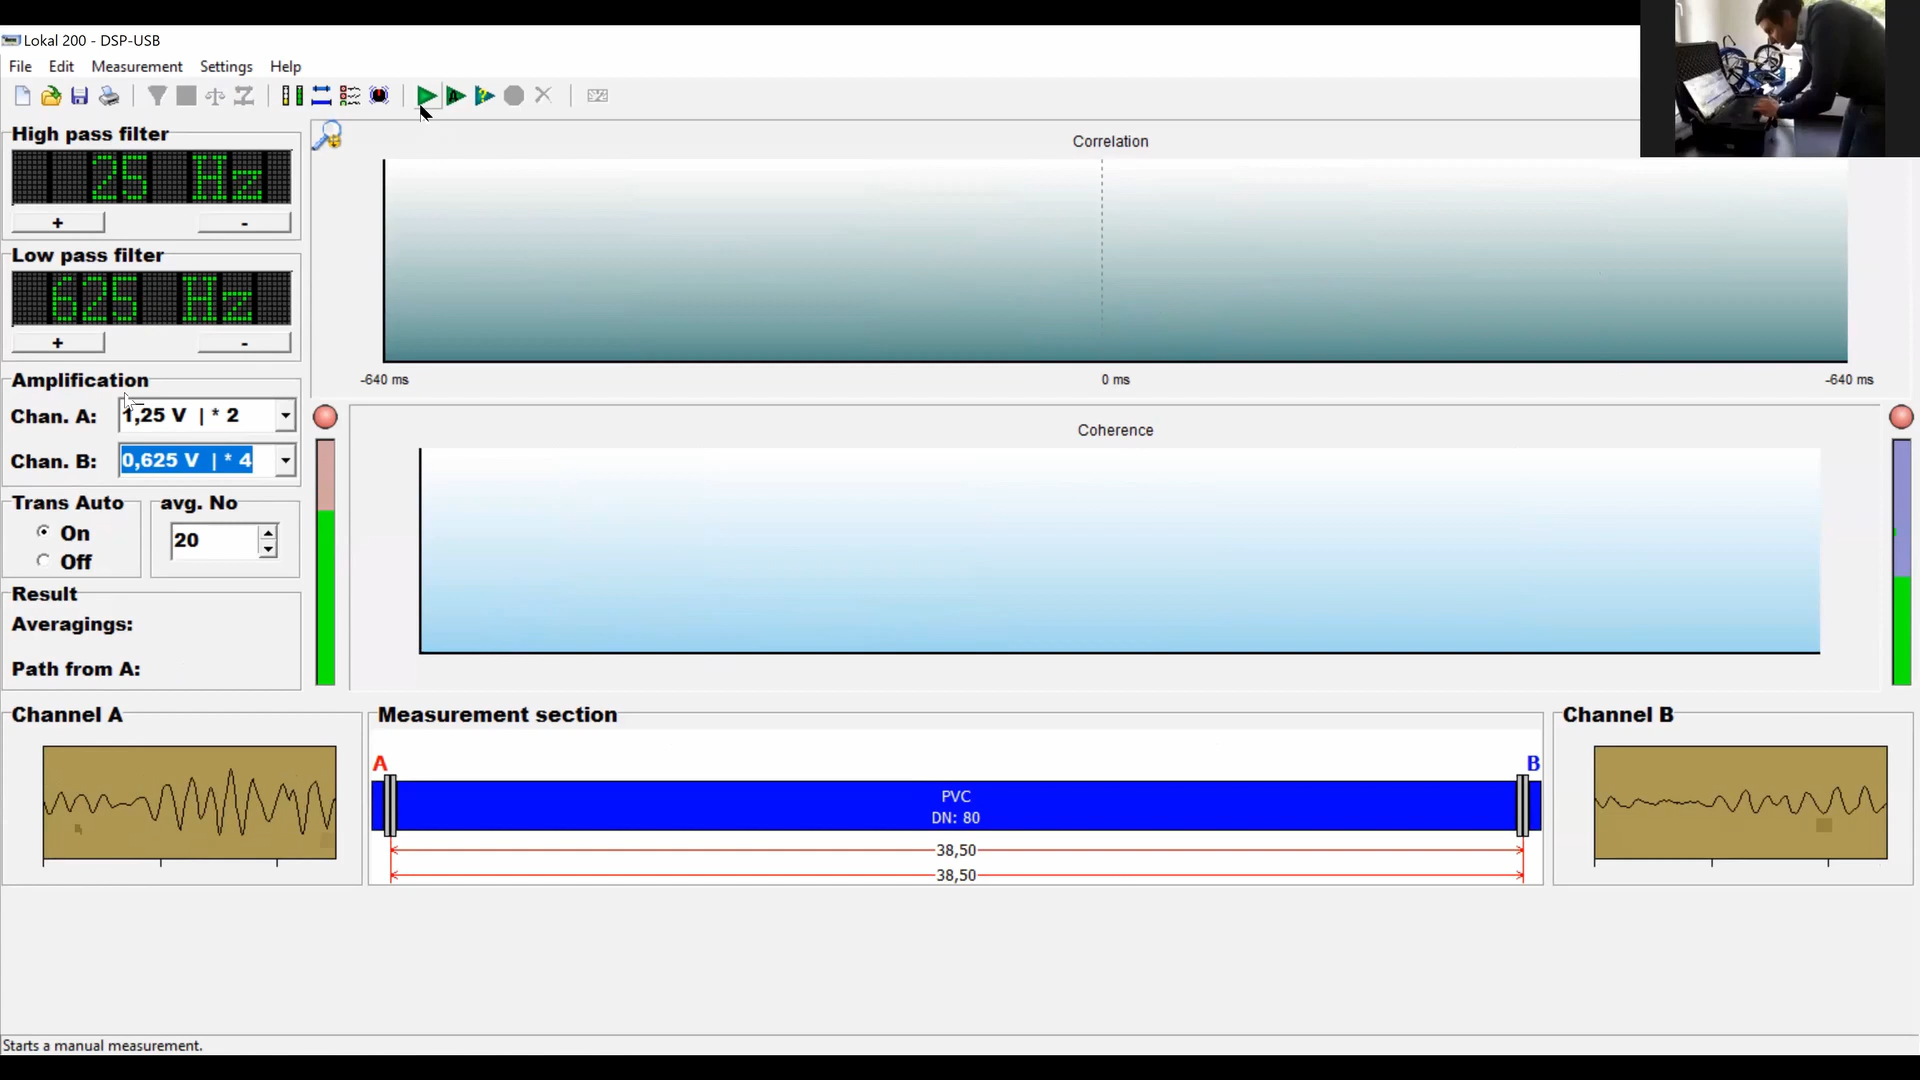 Lokal 200 - DSP-USB
File Edit Measurement Settings Help
High pass filter
25 Hz
+ -
Low pass filter
625 Hz
+ -
Amplification
Chan. A: 1,25 V | * 2
Chan. B: 0,625 V | * 4
Trans Auto
On
Off
avg. No
20
Result
Averagings:
Path from A:
Correlation
-640 ms 0 ms -640 ms
Coherence
Channel A
Measurement section
A B
PVC
DN: 80
38,50
38,50
Channel B
Starts a manual measurement.